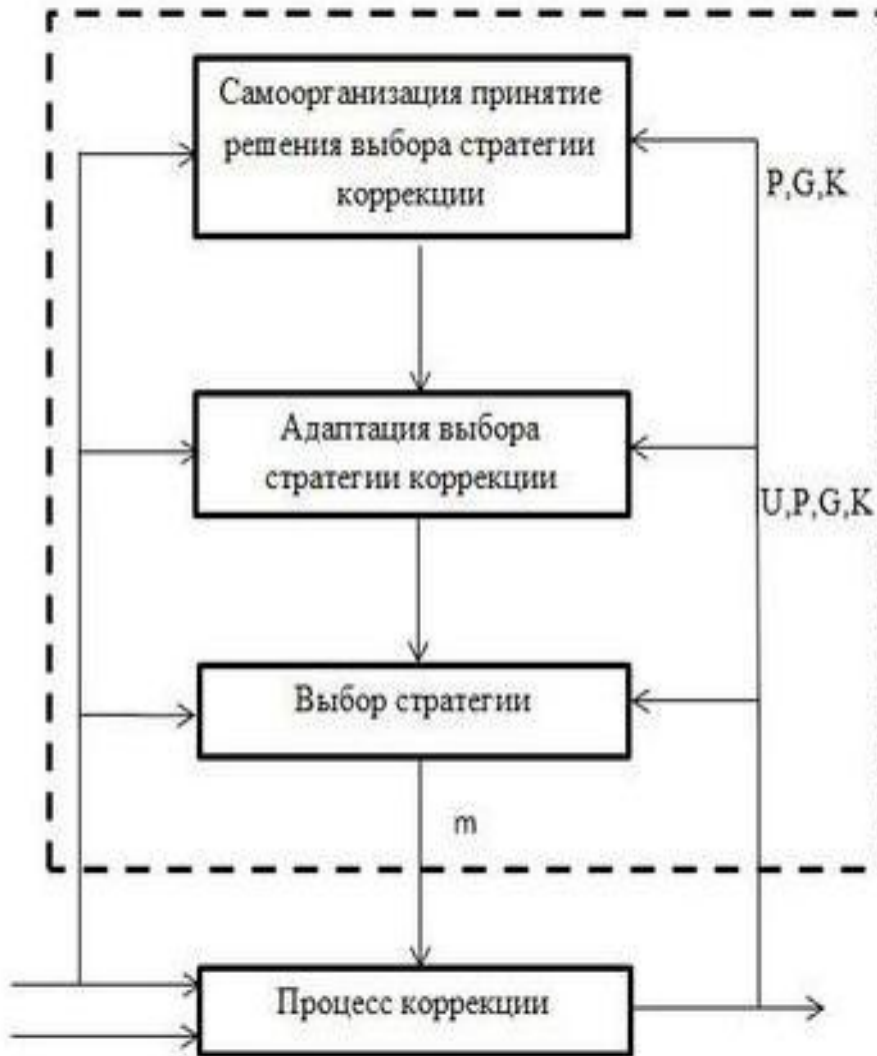 Самоорганизация принятие
решения выбора стратегии
коррекции
P,G,K
Адаптация выбора
стратегии коррекции
U,P,G,K
Выбор стратегии
m
Процесс коррекции